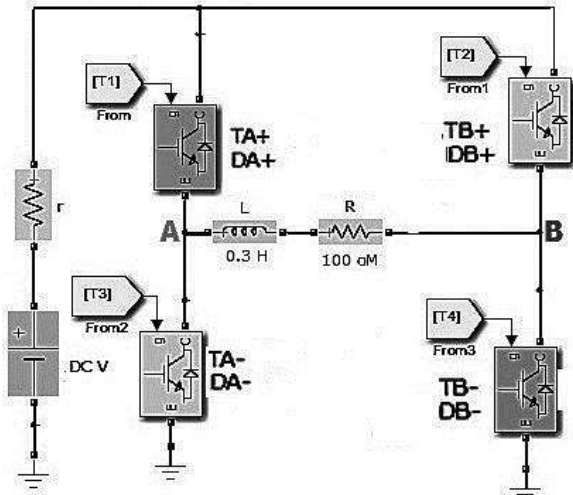 [T1]
From
g
C
E
TA+
DA+
[T2]
From1
g
C
E
TB+
DB+
r
A
L
0.3 H
R
100 oM
B
[T3]
From2
g
C
E
TA-
DA-
[T4]
From3
g
C
E
TB-
DB-
+
DC V